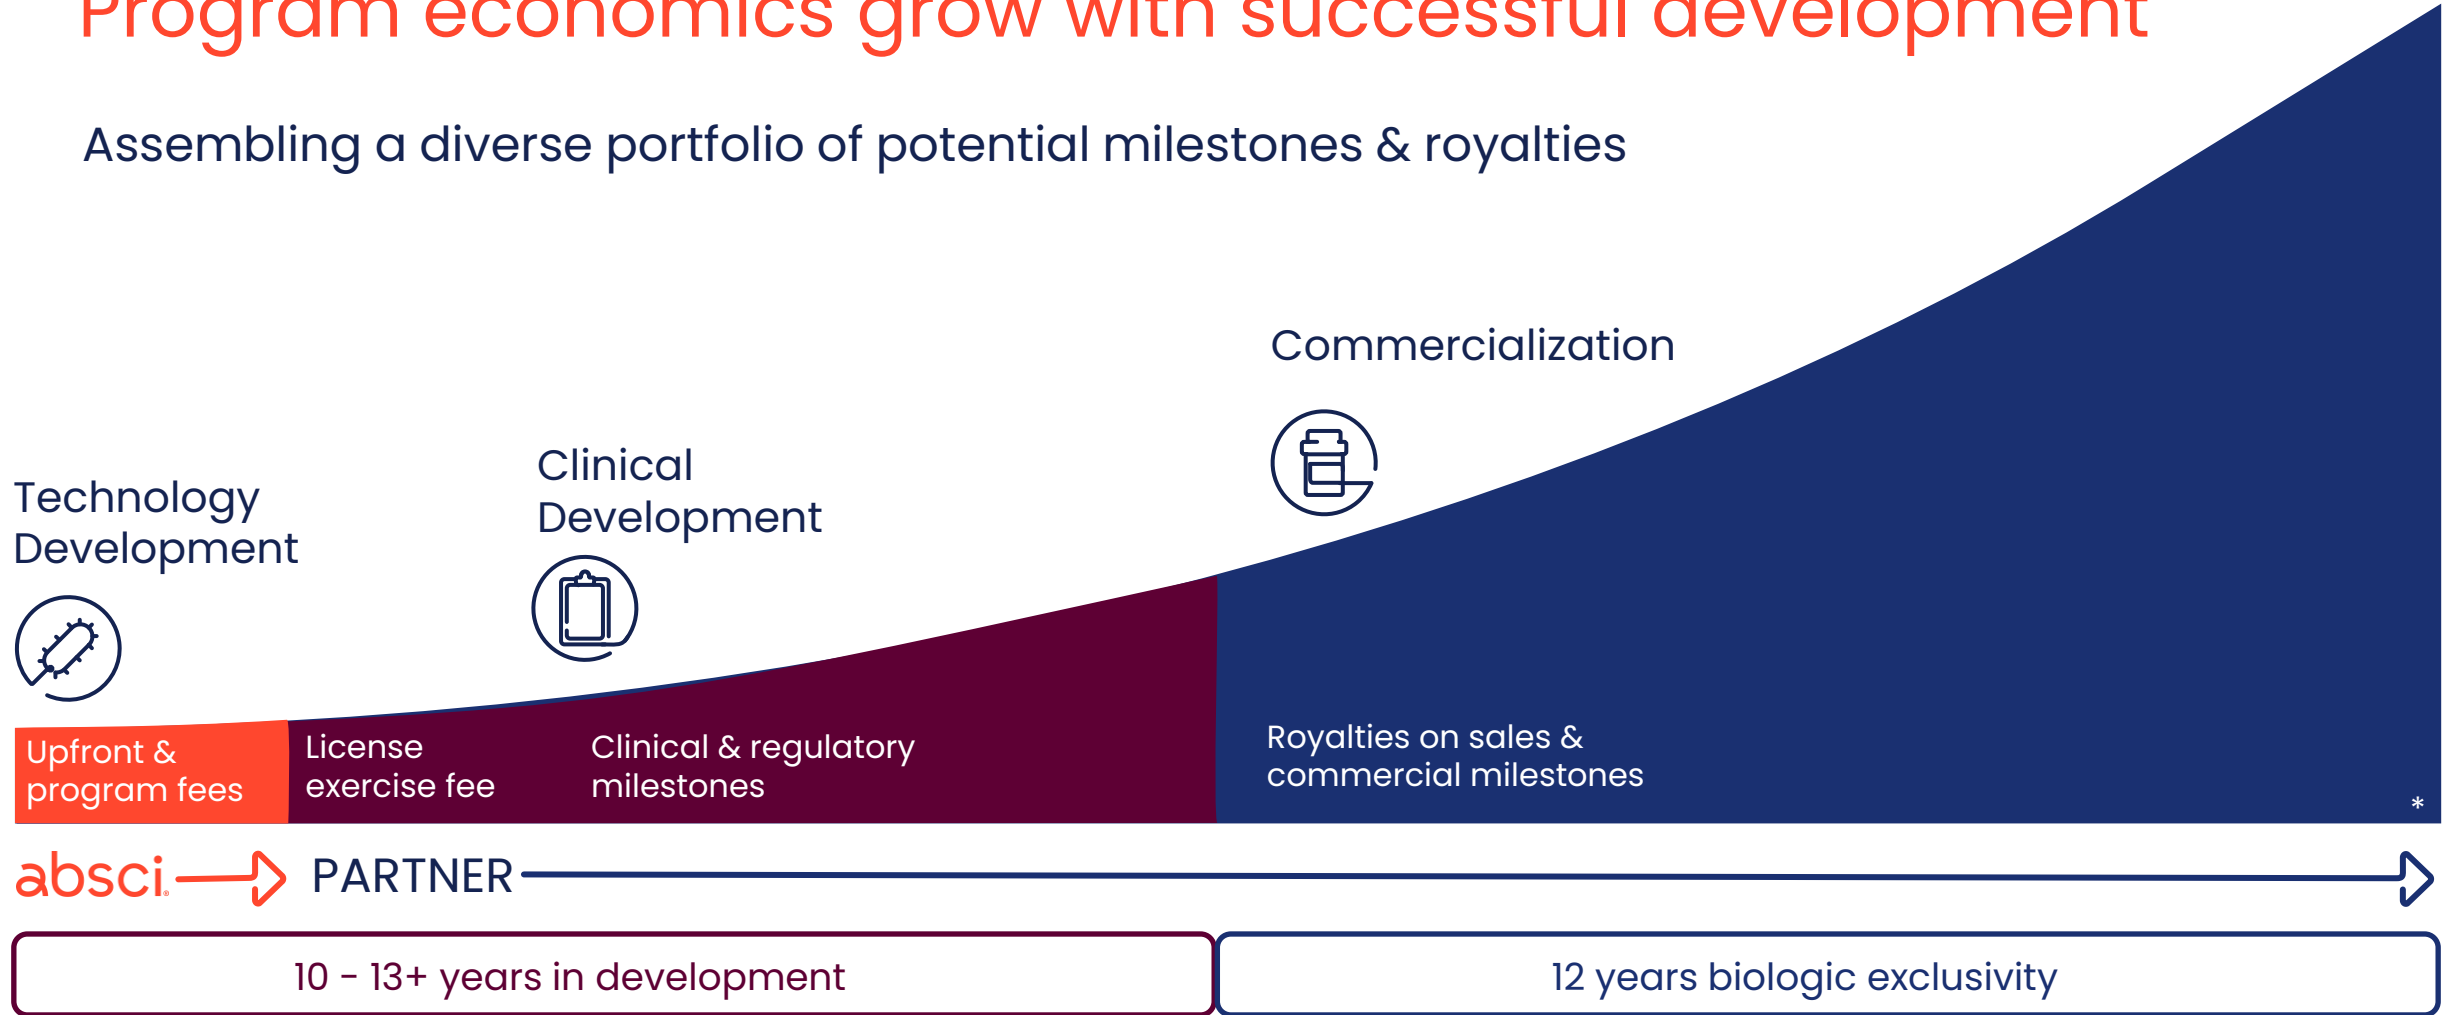 Program economics grow with successful development
Assembling a diverse portfolio of potential milestones & royalties
Commercialization
Clinical
Development
Technology
Development
Upfront &
program fees
License
exercise fee
Clinical & regulatory
milestones
Royalties on sales &
commercial milestones
*
absci®
PARTNER
10 - 13+ years in development
12 years biologic exclusivity